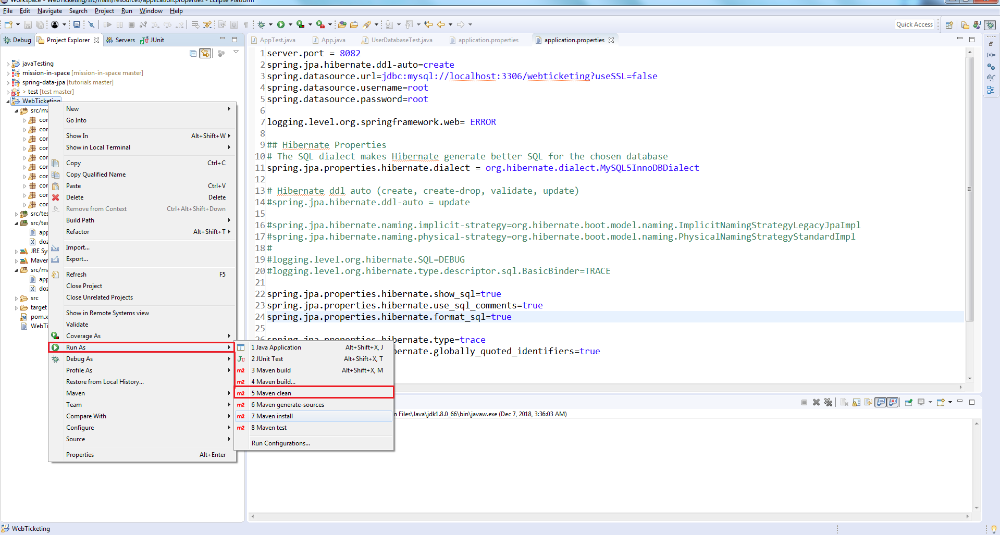 Workspace - WebTicketing/src/main/resources/application.properties - Eclipse Platform
File Edit Navigate Search Project Run Window Help
Quick Access
Debug Project Explorer Servers JUnit
AppTest.java App.java UserDatabaseTest.java application.properties application.properties
javaTesting
mission-in-space [mission-in-space master]
spring-data-jpa [tutorials master]
> test [test master]
WebTicketing
src/ma
cor
cor
cor
cor
cor
cor
cor
cor
cor
cor
src/tes
src/tes
app
doz
JRE Sy
Maven
src/ma
app
doz
src
target
pom.x
WebTi
New
Go Into
Show In Alt+Shift+W
Show in Local Terminal
Copy Ctrl+C
Copy Qualified Name
Paste Ctrl+V
Delete Delete
Remove from Context Ctrl+Alt+Shift+Down
Build Path
Refactor Alt+Shift+T
Import...
Export...
Refresh F5
Close Project
Close Unrelated Projects
Show in Remote Systems view
Validate
Coverage As
Run As
Debug As
Profile As
Restore from Local History...
Maven
Team
Compare With
Configure
Source
Properties Alt+Enter
1 Java Application Alt+Shift+X, J
2 JUnit Test Alt+Shift+X, T
m2 3 Maven build Alt+Shift+X, M
m2 4 Maven build...
m2 5 Maven clean
m2 6 Maven generate-sources
m2 7 Maven install
m2 8 Maven test
Run Configurations...
1 server.port = 8082
2 spring.jpa.hibernate.ddl-auto=create
3 spring.datasource.url=jdbc:mysql://localhost:3306/webticketing?useSSL=false
4 spring.datasource.username=root
5 spring.datasource.password=root
6
7 logging.level.org.springframework.web= ERROR
8
9 ## Hibernate Properties
10 # The SQL dialect makes Hibernate generate better SQL for the chosen database
11 spring.jpa.properties.hibernate.dialect = org.hibernate.dialect.MySQL5InnoDBDialect
12
13 # Hibernate ddl auto (create, create-drop, validate, update)
14 #spring.jpa.hibernate.ddl-auto = update
15
16 #spring.jpa.hibernate.naming.implicit-strategy=org.hibernate.boot.model.naming.ImplicitNamingStrategyLegacyJpaImpl
17 #spring.jpa.hibernate.naming.physical-strategy=org.hibernate.boot.model.naming.PhysicalNamingStrategyStandardImpl
18 #
19 #logging.level.org.hibernate.SQL=DEBUG
20 #logging.level.org.hibernate.type.descriptor.sql.BasicBinder=TRACE
21
22 spring.jpa.properties.hibernate.show_sql=true
23 spring.jpa.properties.hibernate.use_sql_comments=true
24 spring.jpa.properties.hibernate.format_sql=true
25
26 spring.jpa.properties.hibernate.type=trace
bernate.globally_quoted_identifiers=true
n Files\Java\jdk1.8.0_66\bin\javaw.exe (Dec 7, 2018, 3:36:03 AM)
WebTicketing